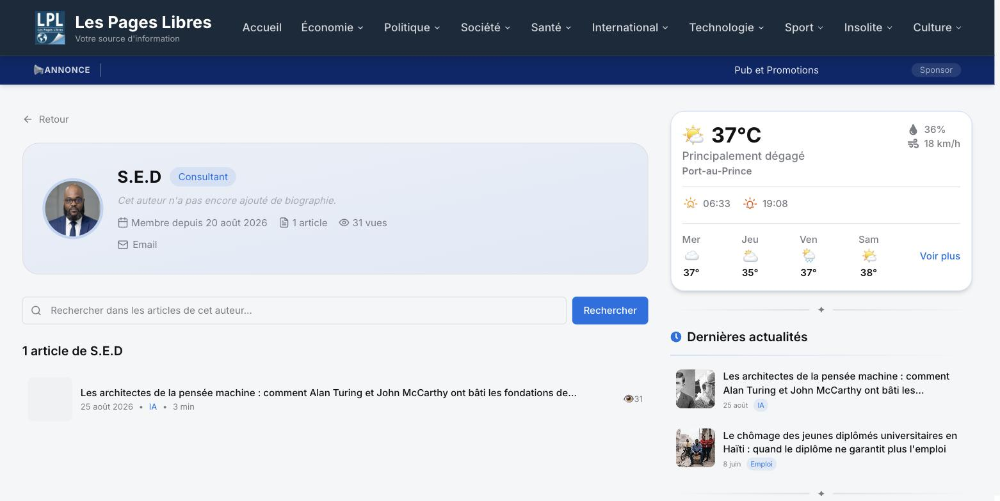 LPL
Les Pages Libres
Les Pages Libres
Votre source d'information
Accueil
Économie
Politique
Société
Santé
International
Technologie
Sport
Insolite
Culture
ANNONCE
Pub et Promotions
Sponsor
Retour
S.E.D
Consultant
Cet auteur n'a pas encore ajouté de biographie.
Membre depuis 20 août 2026
1 article
31 vues
Email
Rechercher dans les articles de cet auteur...
Rechercher
1 article de S.E.D
Les architectes de la pensée machine : comment Alan Turing et John McCarthy ont bâti les fondations de...
25 août 2026 • IA • 3 min
31
37°C
36%
18 km/h
Principalement dégagé
Port-au-Prince
06:33
19:08
Mer
Jeu
Ven
Sam
37°
35°
37°
38°
Voir plus
Dernières actualités
Les architectes de la pensée machine : comment
Alan Turing et John McCarthy ont bâti les...
25 août
IA
Le chômage des jeunes diplômés universitaires en
Haïti : quand le diplôme ne garantit plus l'emploi
8 juin
Emploi